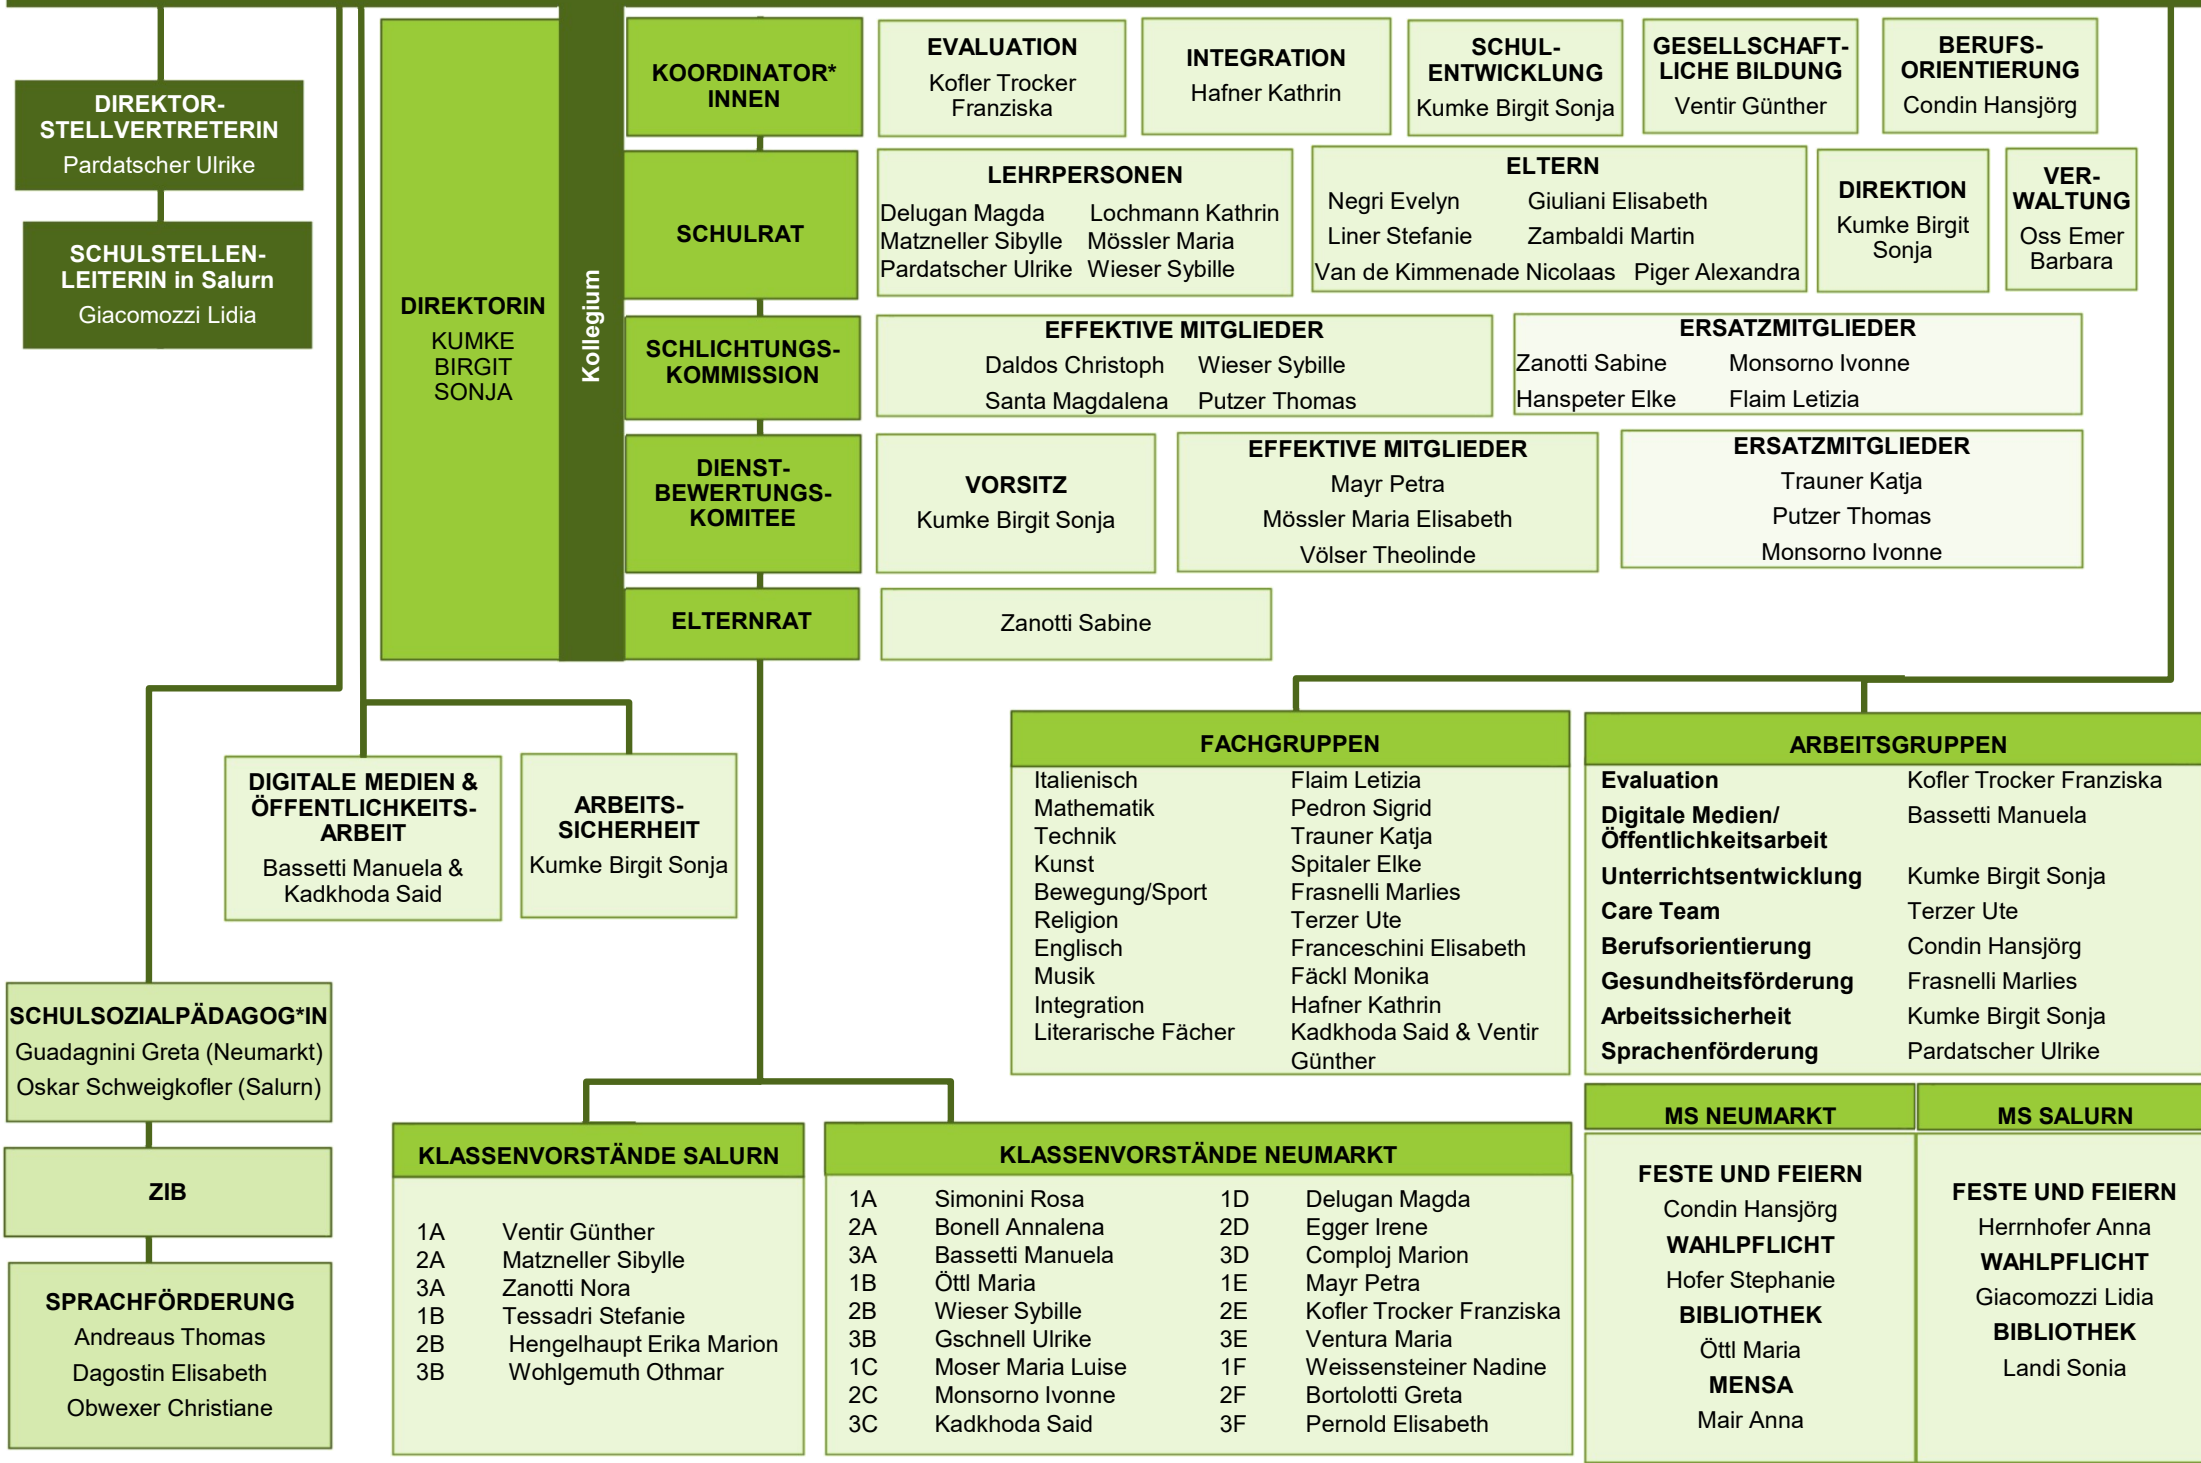 DIREKTOR-
STELLVERTRETERIN
Pardatscher Ulrike
SCHULSTELLEN-
LEITERIN in Salurn
Giacomozzi Lidia
DIREKTORIN
KUMKE
BIRGIT
SONJA
Kollegium
KOORDINATOR*
INNEN
EVALUATION
Kofler Trocker
Franziska
INTEGRATION
Hafner Kathrin
SCHUL-
ENTWICKLUNG
Kumke Birgit Sonja
GESELLSCHAFT-
LICHE BILDUNG
Ventir Günther
BERUFS-
ORIENTIERUNG
Condin Hansjörg
SCHULRAT
LEHRPERSONEN
Delugan Magda Lochmann Kathrin
Matzneller Sibylle Mössler Maria
Pardatscher Ulrike Wieser Sybille
ELTERN
Negri Evelyn Giuliani Elisabeth
Liner Stefanie Zambaldi Martin
Van de Kimmenade Nicolaas Piger Alexandra
DIREKTION
Kumke Birgit
Sonja
VER-
WALTUNG
Oss Emer
Barbara
SCHLICHTUNGS-
KOMMISSION
EFFEKTIVE MITGLIEDER
Daldos Christoph Wieser Sybille
Santa Magdalena Putzer Thomas
ERSATZMITGLIEDER
Zanotti Sabine Monsorno Ivonne
Hanspeter Elke Flaim Letizia
DIENST-
BEWERTUNGS-
KOMITEE
VORSITZ
Kumke Birgit Sonja
EFFEKTIVE MITGLIEDER
Mayr Petra
Mössler Maria Elisabeth
Völser Theolinde
ERSATZMITGLIEDER
Trauner Katja
Putzer Thomas
Monsorno Ivonne
ELTERNRAT
Zanotti Sabine
DIGITALE MEDIEN &
ÖFFENTLICHKEITS-
ARBEIT
Bassetti Manuela &
Kadkhoda Said
ARBEITS-
SICHERHEIT
Kumke Birgit Sonja
FACHGRUPPEN
Italienisch Flaim Letizia
Mathematik Pedron Sigrid
Technik Trauner Katja
Kunst Spitaler Elke
Bewegung/Sport Frasnelli Marlies
Religion Terzer Ute
Englisch Franceschini Elisabeth
Musik Fäckl Monika
Integration Hafner Kathrin
Literarische Fächer Kadkhoda Said & Ventir
Günther
ARBEITSGRUPPEN
Evaluation Kofler Trocker Franziska
Digitale Medien/ Bassetti Manuela
Öffentlichkeitsarbeit
Unterrichtsentwicklung Kumke Birgit Sonja
Care Team Terzer Ute
Berufsorientierung Condin Hansjörg
Gesundheitsförderung Frasnelli Marlies
Arbeitssicherheit Kumke Birgit Sonja
Sprachenförderung Pardatscher Ulrike
SCHULSOZIALPÄDAGOG*IN
Guadagnini Greta (Neumarkt)
Oskar Schweigkofler (Salurn)
ZIB
SPRACHFÖRDERUNG
Andreaus Thomas
Dagostin Elisabeth
Obwexer Christiane
KLASSENVORSTÄNDE SALURN
1A Ventir Günther
2A Matzneller Sibylle
3A Zanotti Nora
1B Tessadri Stefanie
2B Hengelhaupt Erika Marion
3B Wohlgemuth Othmar
KLASSENVORSTÄNDE NEUMARKT
1A Simonini Rosa 1D Delugan Magda
2A Bonell Annalena 2D Egger Irene
3A Bassetti Manuela 3D Comploj Marion
1B Öttl Maria 1E Mayr Petra
2B Wieser Sybille 2E Kofler Trocker Franziska
3B Gschnell Ulrike 3E Ventura Maria
1C Moser Maria Luise 1F Weissensteiner Nadine
2C Monsorno Ivonne 2F Bortolotti Greta
3C Kadkhoda Said 3F Pernold Elisabeth
MS NEUMARKT
FESTE UND FEIERN
Condin Hansjörg
WAHLPFLICHT
Hofer Stephanie
BIBLIOTHEK
Öttl Maria
MENSA
Mair Anna
MS SALURN
FESTE UND FEIERN
Herrnhofer Anna
WAHLPFLICHT
Giacomozzi Lidia
BIBLIOTHEK
Landi Sonia